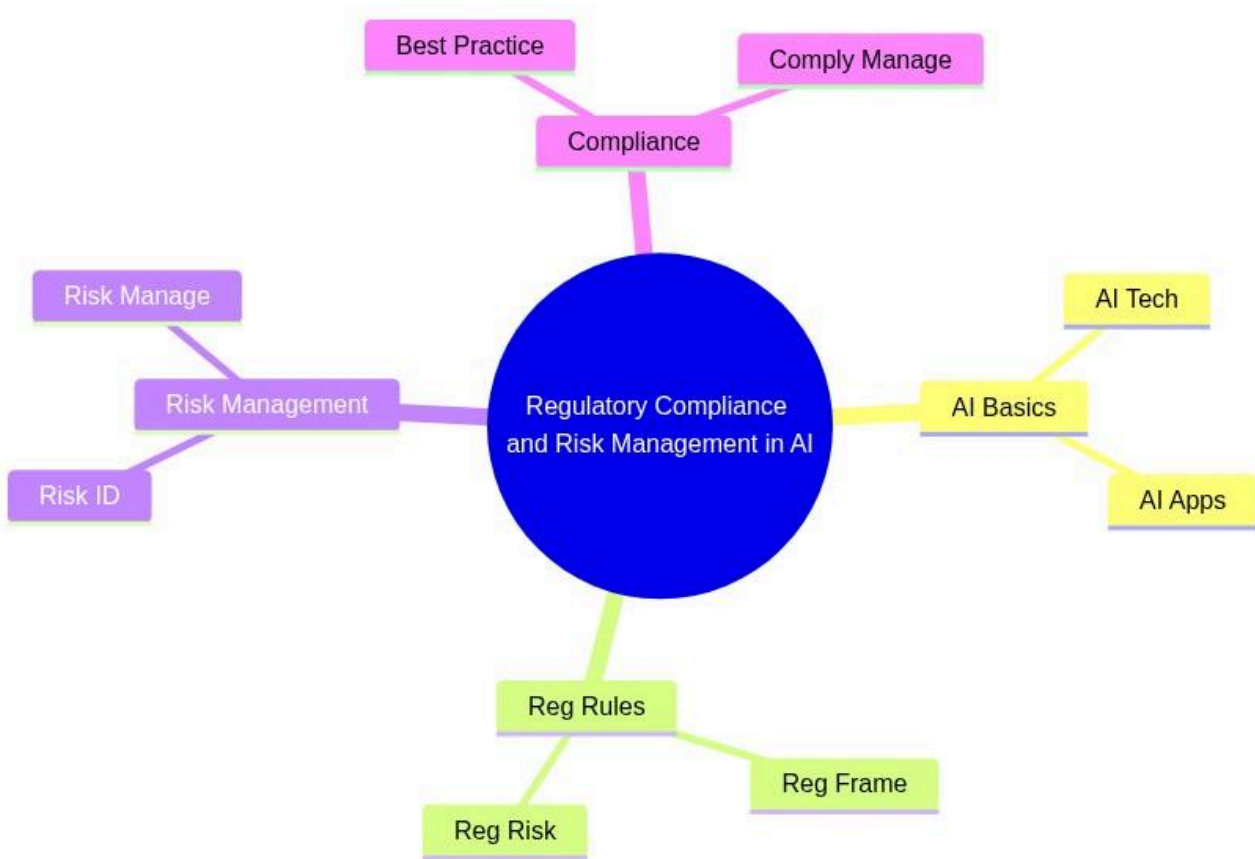 Best Practice
Comply Manage
Compliance
Risk Manage
AI Tech
Risk Management
Regulatory Compliance
and Risk Management in AI
AI Basics
Risk ID
AI Apps
Reg Rules
Reg Frame
Reg Risk